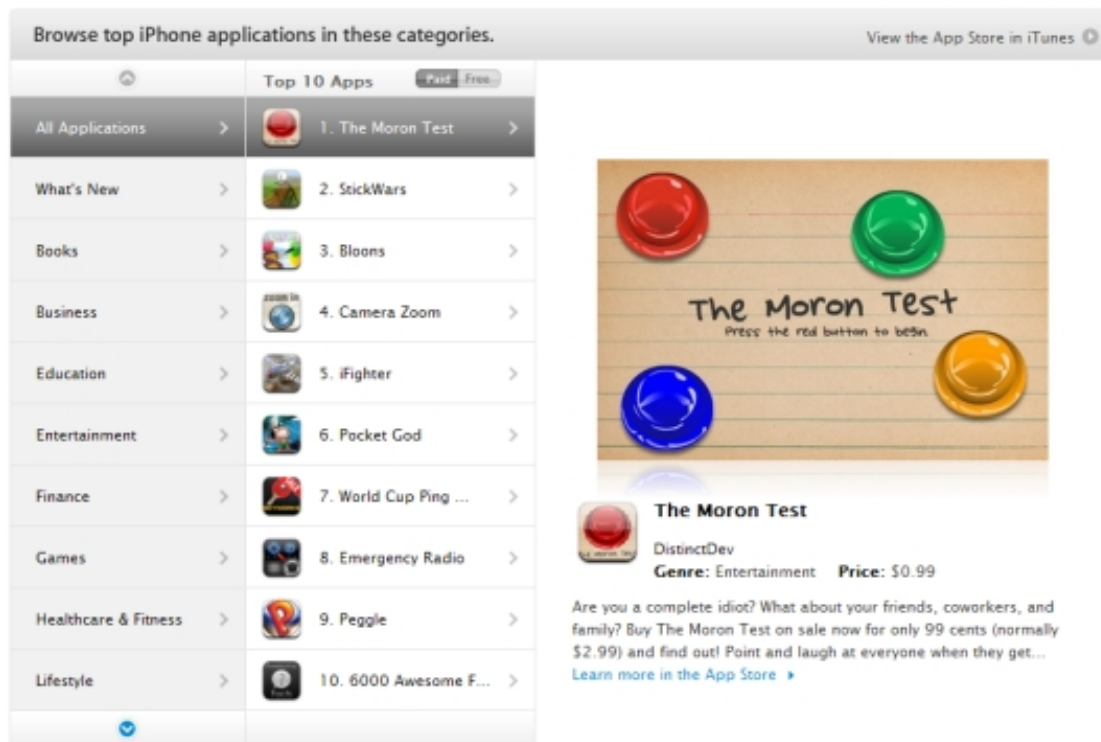 Browse top iPhone applications in these categories.
View the App Store in iTunes
Top 10 Apps
Paid Free
All Applications
What's New
Books
Business
Education
Entertainment
Finance
Games
Healthcare & Fitness
Lifestyle
1. The Moron Test
2. StickWars
3. Bloons
4. Camera Zoom
5. iFighter
6. Pocket God
7. World Cup Ping ...
8. Emergency Radio
9. Peggle
10. 6000 Awesome F...
zoom in
The Moron Test
Press the red button to begin.
The Moron Test
The Moron Test
DistinctDev
Genre: Entertainment Price: $0.99
Are you a complete idiot? What about your friends, coworkers, and
family? Buy The Moron Test on sale now for only 99 cents (normally
$2.99) and find out! Point and laugh at everyone when they get...
Learn more in the App Store